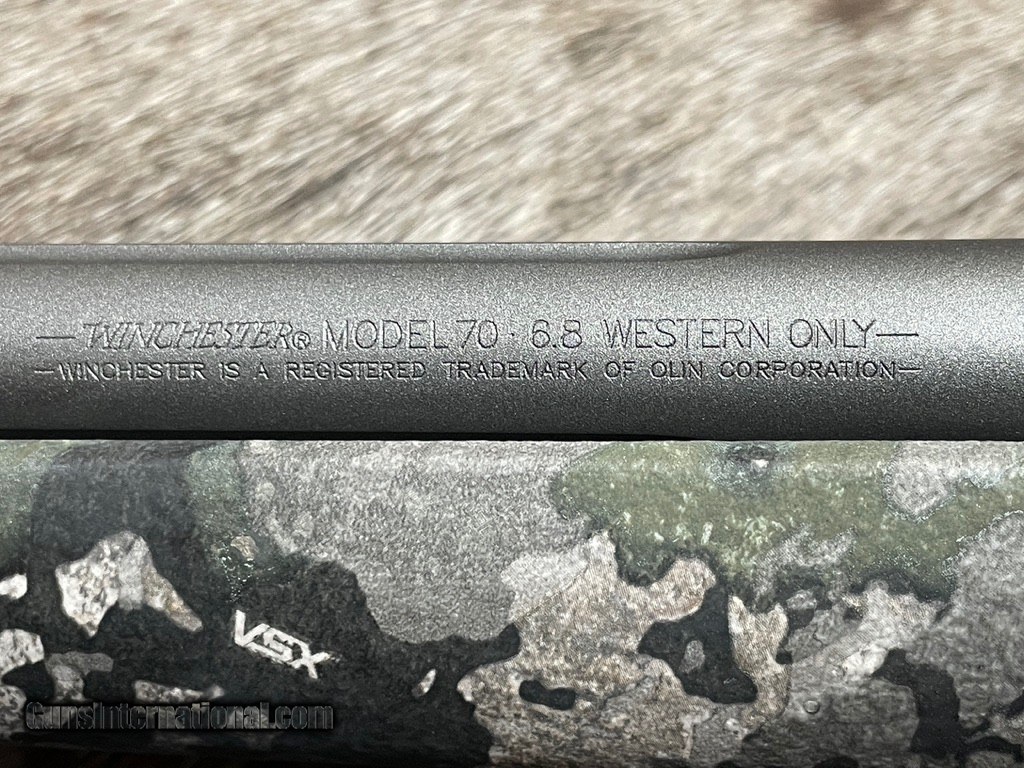 —WINCHESTER® MODEL 70 · 6.8 WESTERN ONLY—
—WINCHESTER IS A REGISTERED TRADEMARK OF OLIN CORPORATION—
VSX
GunsInternational.com